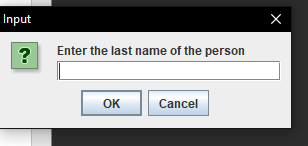 Input
Enter the last name of the person
OK
Cancel